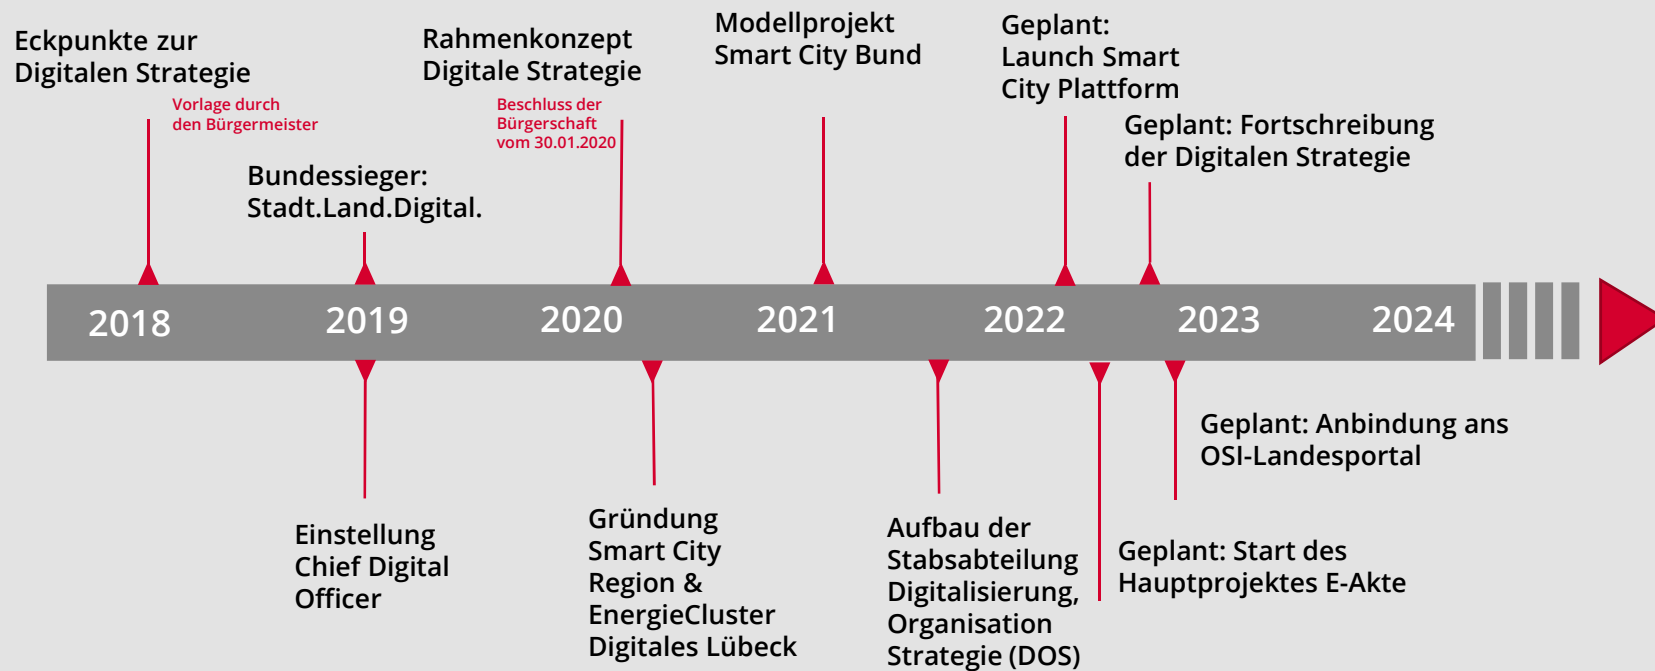 Eckpunkte zur
Digitalen Strategie
Vorlage durch
den Bürgermeister
Bundessieger:
Stadt.Land.Digital.
Rahmenkonzept
Digitale Strategie
Beschluss der
Bürgerschaft
vom 30.01.2020
Modellprojekt
Smart City Bund
Geplant:
Launch Smart
City Plattform
Geplant: Fortschreibung
der Digitalen Strategie
2018 2019 2020 2021 2022 2023 2024
Einstellung
Chief Digital
Officer
Gründung
Smart City
Region &
EnergieCluster
Digitales Lübeck
Aufbau der
Stabsabteilung
Digitalisierung,
Organisation
Strategie (DOS)
Geplant: Start des
Hauptprojektes E-Akte
Geplant: Anbindung ans
OSI-Landesportal